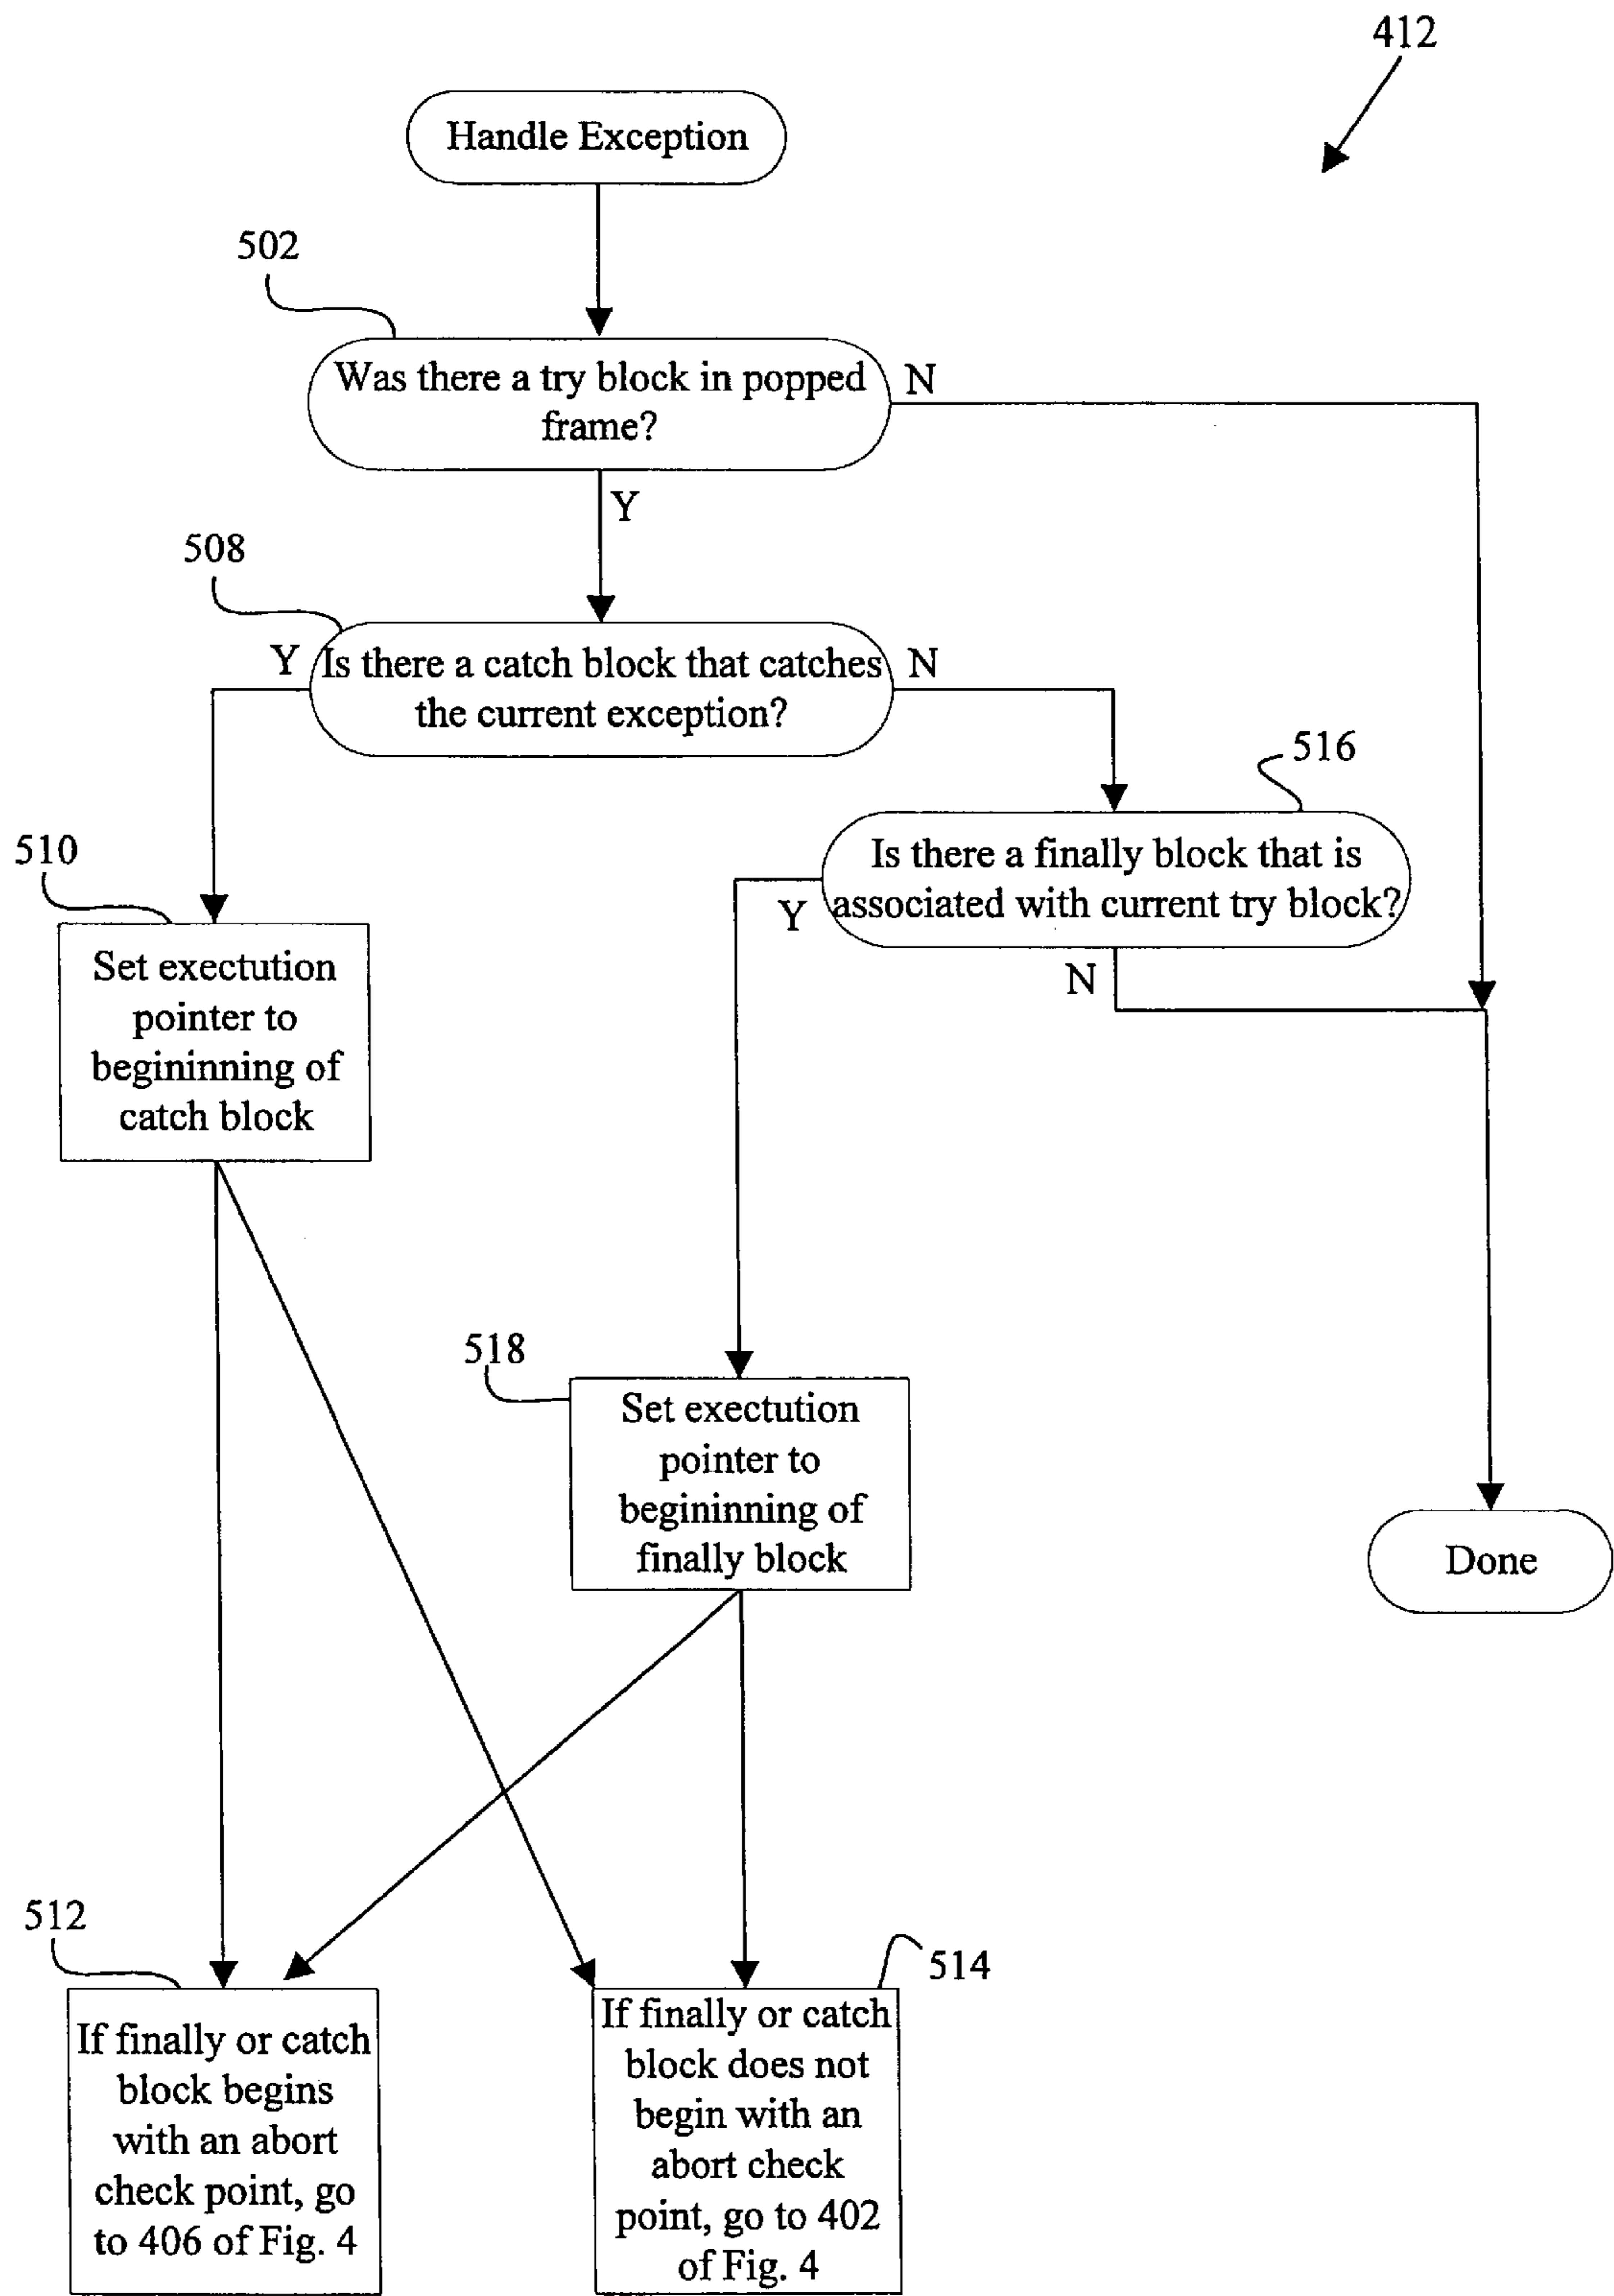 412
Handle Exception
502
Was there a try block in popped
frame?
N
Y
508
Y
Is there a catch block that catches
the current exception?
N
516
Is there a finally block that is
associated with current try block?
Y
N
510
Set exectution
pointer to
begininning of
catch block
518
Set exectution
pointer to
begininning of
finally block
Done
512
If finally or catch
block begins
with an abort
check point, go
to 406 of Fig. 4
514
If finally or catch
block does not
begin with an
abort check
point, go to 402
of Fig. 4